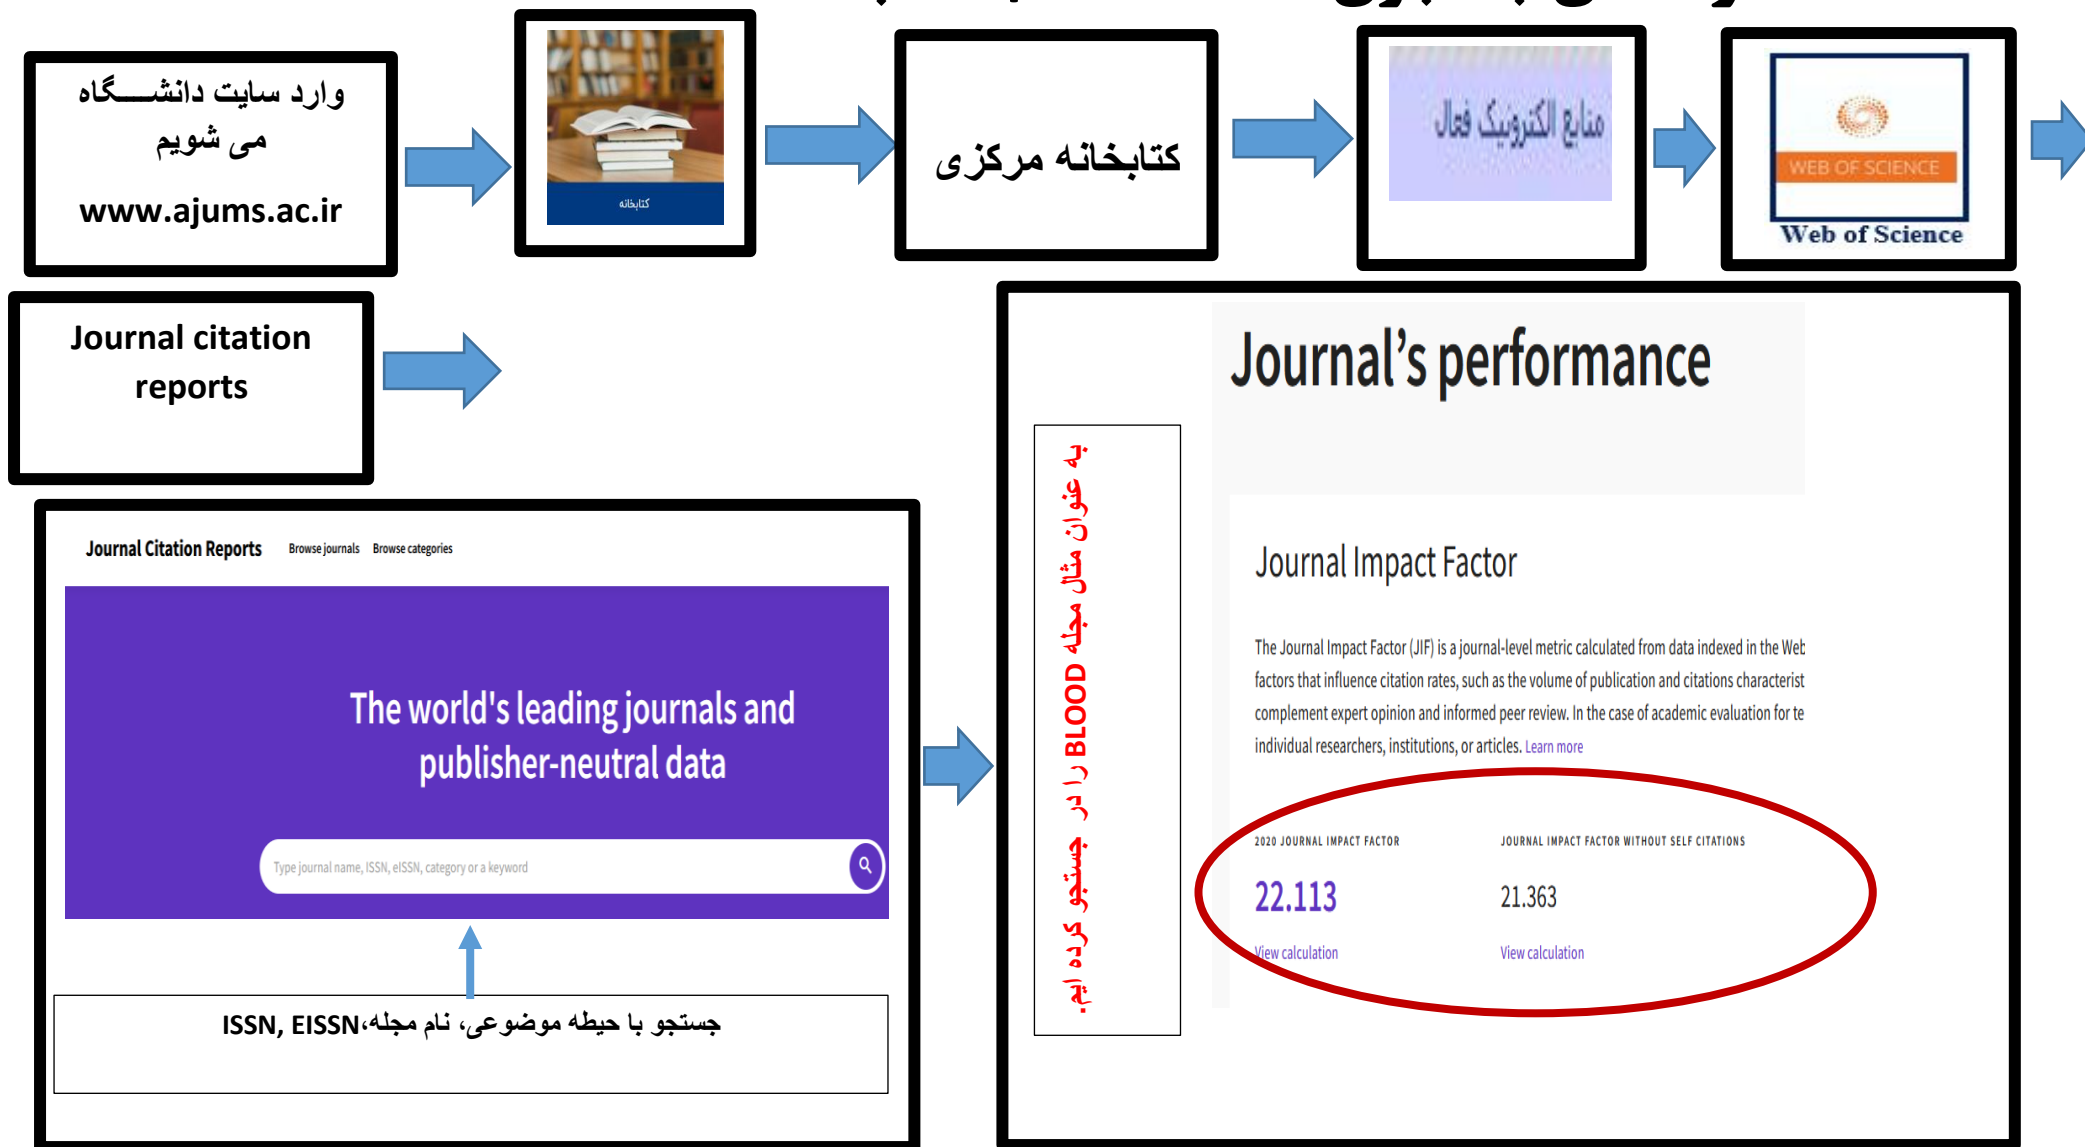 وارد سایت دانشـــــگاه
می شویم
www.ajums.ac.ir
کتابخانه
کتابخانه مرکزی
منابع الکترونیک فعال
WEB OF SCIENCE
Web of Science
Journal citation
reports
Journal Citation Reports Browse journals Browse categories
The world's leading journals and
publisher-neutral data
Type journal name, ISSN, eISSN, category or a keyword
جستجو با حیطه موضوعی، نام مجله،ISSN, EISSN
به عنوان مثال مجله BLOOD را در جستجو کرده ایم.
Journal's performance
Journal Impact Factor
The Journal Impact Factor (JIF) is a journal-level metric calculated from data indexed in the Web
factors that influence citation rates, such as the volume of publication and citations characterist
complement expert opinion and informed peer review. In the case of academic evaluation for te
individual researchers, institutions, or articles. Learn more
2020 JOURNAL IMPACT FACTOR JOURNAL IMPACT FACTOR WITHOUT SELF CITATIONS
22.113 21.363
View calculation View calculation